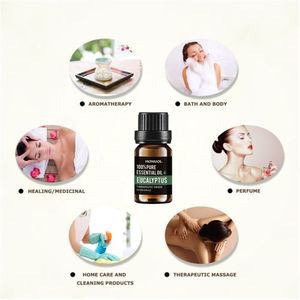 AROMATHERAPY
BATH AND BODY
100% PURE
ESSENTIAL OIL
EUCALYPTUS
HEALING/MEDICINAL
PERFUME
HOME CARE AND
CLEANING PRODUCTS
THERAPEUTIC MASSAGE